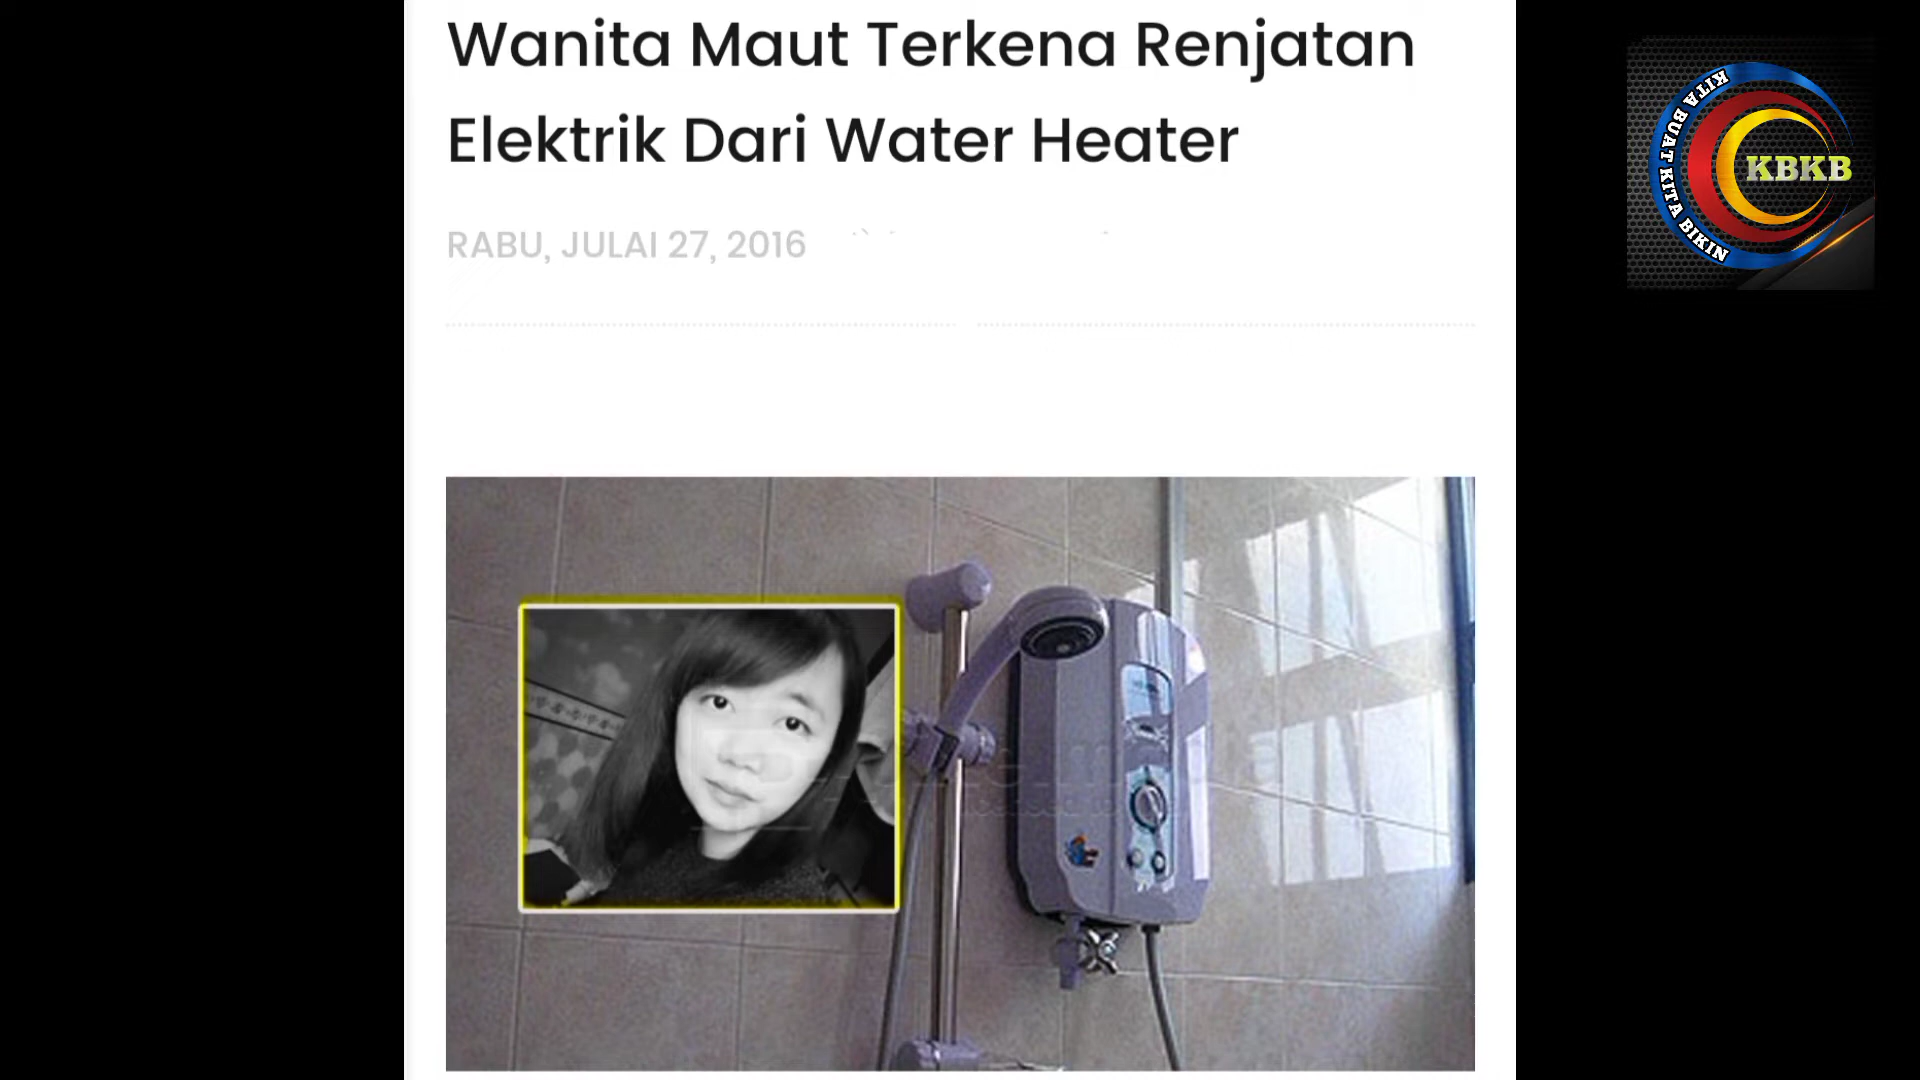 Wanita Maut Terkena Renjatan
Elektrik Dari Water Heater
RABU, JULAI 27, 2016
KITA BUAT KITA BIKIN
KBKB